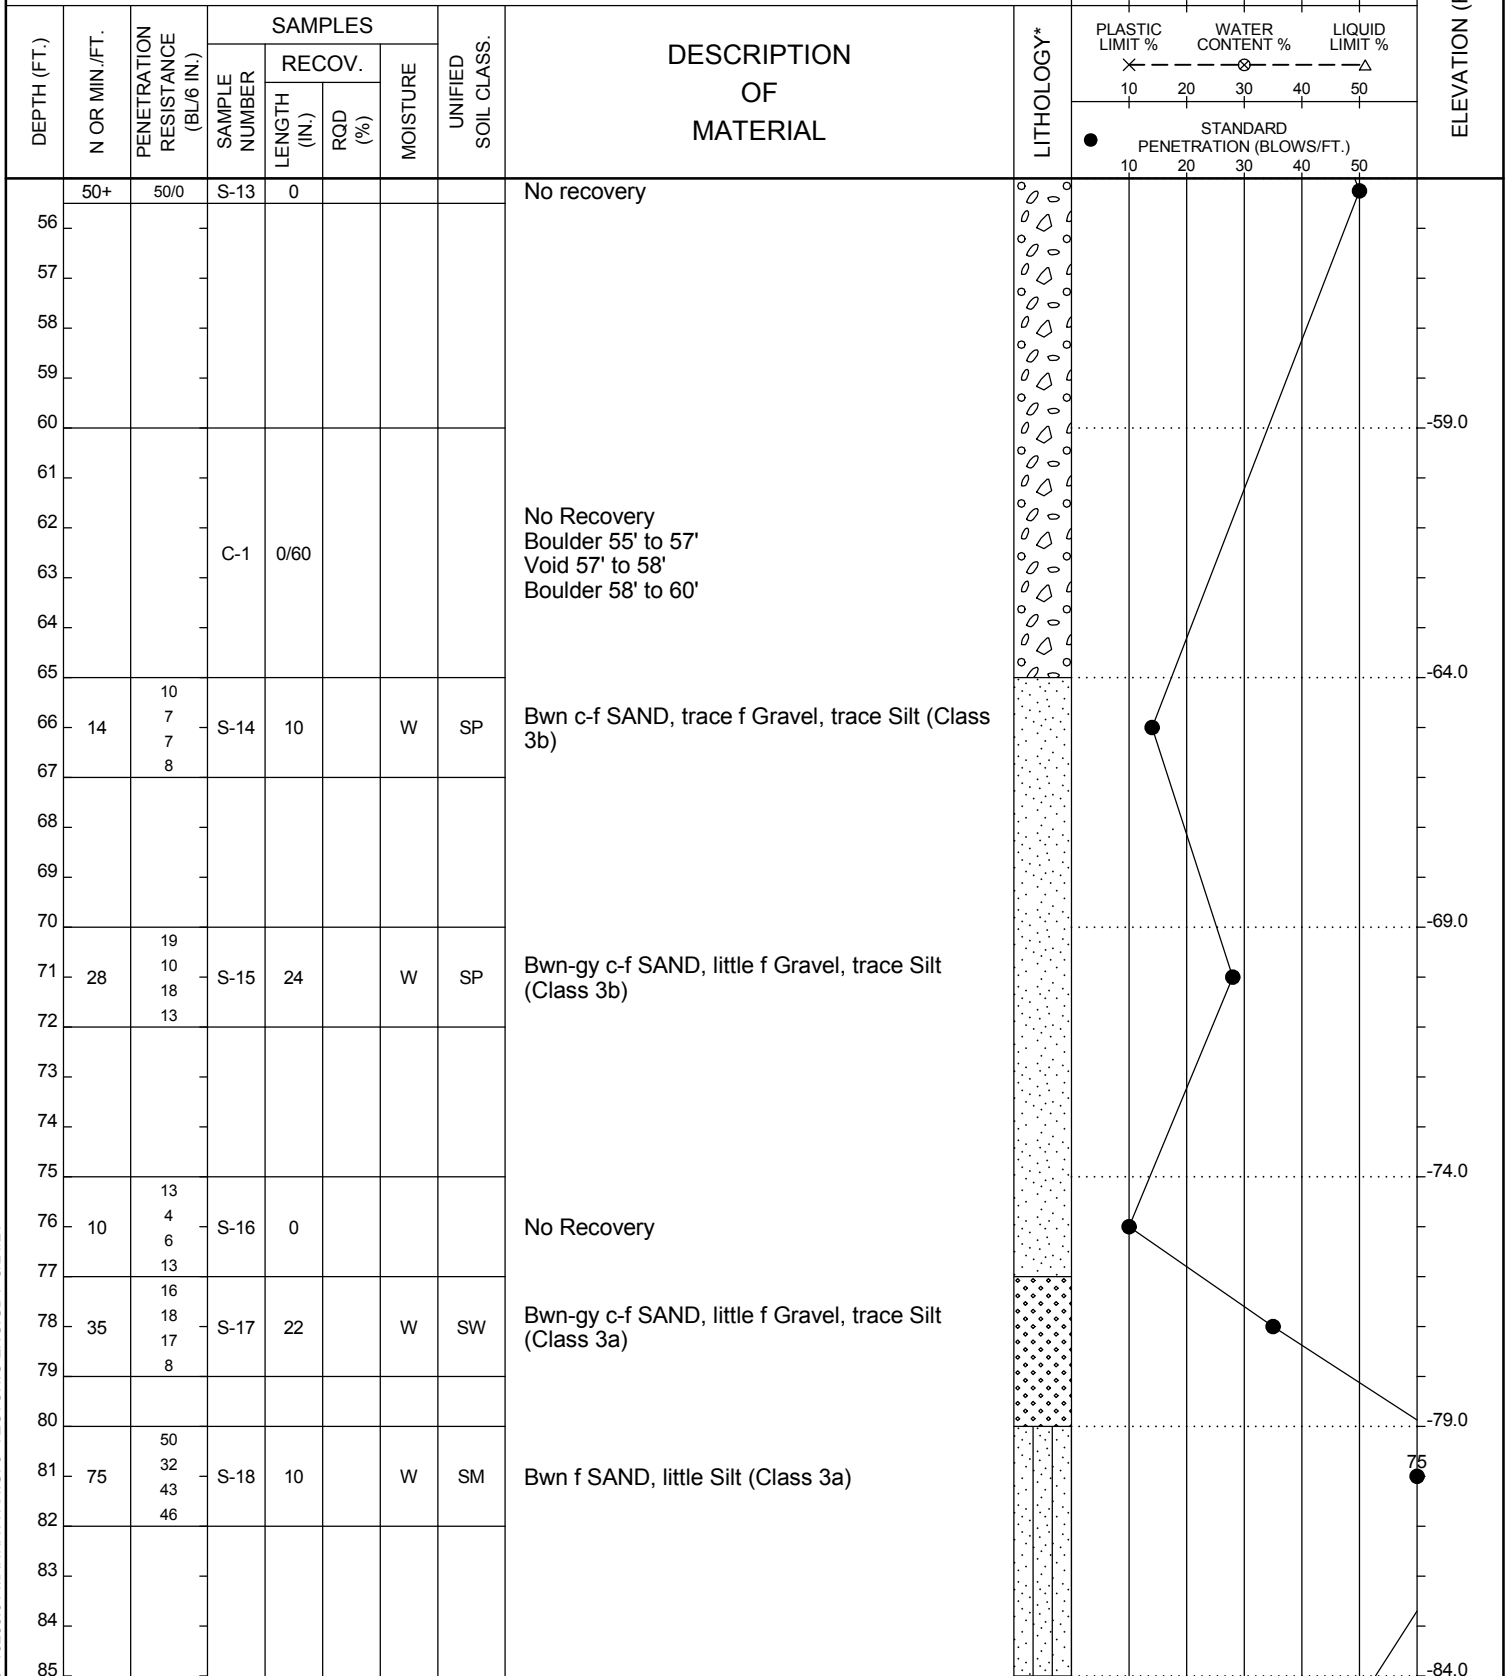 DEPTH (FT.)
N OR MIN./FT.
PENETRATION
RESISTANCE
(BL/6 IN.)
SAMPLES
SAMPLE
NUMBER
RECOV.
LENGTH
(IN.)
RQD
(%)
MOISTURE
UNIFIED
SOIL CLASS.
DESCRIPTION
OF
MATERIAL
LITHOLOGY*
PLASTIC
LIMIT %
WATER
CONTENT %
LIQUID
LIMIT %
10 20 30 40 50
STANDARD
PENETRATION (BLOWS/FT.)
10 20 30 40 50
ELEVATION
50+ 50/0 S-13 0 No recovery
56
57
58
59
60 -59.0
61
62
No Recovery
Boulder 55' to 57'
C-1 0/60
Void 57' to 58'
63
Boulder 58' to 60'
64
65 -64.0
10
7
66 14 S-14 10 W SP
Bwn c-f SAND, trace f Gravel, trace Silt (Class
3b)
7
8
67
68
69
70 -69.0
19
10
71 28 S-15 24 W SP
Bwn-gy c-f SAND, little f Gravel, trace Silt
(Class 3b)
18
13
72
73
74
75 -74.0
13
4
76 10 S-16 0 No Recovery
6
13
77
16
18
78 35 S-17 22 W SW
Bwn-gy c-f SAND, little f Gravel, trace Silt
(Class 3a)
17
8
79
80 -79.0
50
32
75
81 75 S-18 10 W SM Bwn f SAND, little Silt (Class 3a)
43
46
82
83
84
85 -84.0